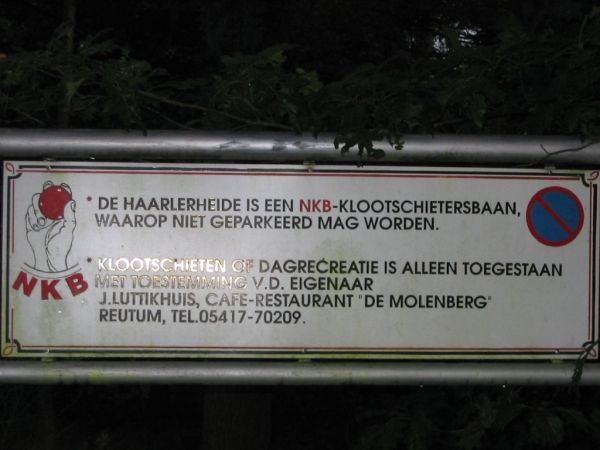 * DE HAARLERHEIDE IS EEN NKB-KLOOTSCHIETERSBAAN,
WAAROP NIET GEPARKEERD MAG WORDEN.
* KLOOTSCHIETEN OF DAGRECREATIE IS ALLEEN TOEGESTAAN
MET TOESTEMMING V.D. EIGENAAR
J.LUTTIKHUIS, CAFE-RESTAURANT "DE MOLENBERG"
REUTUM, TEL.05417-70209.
NKB